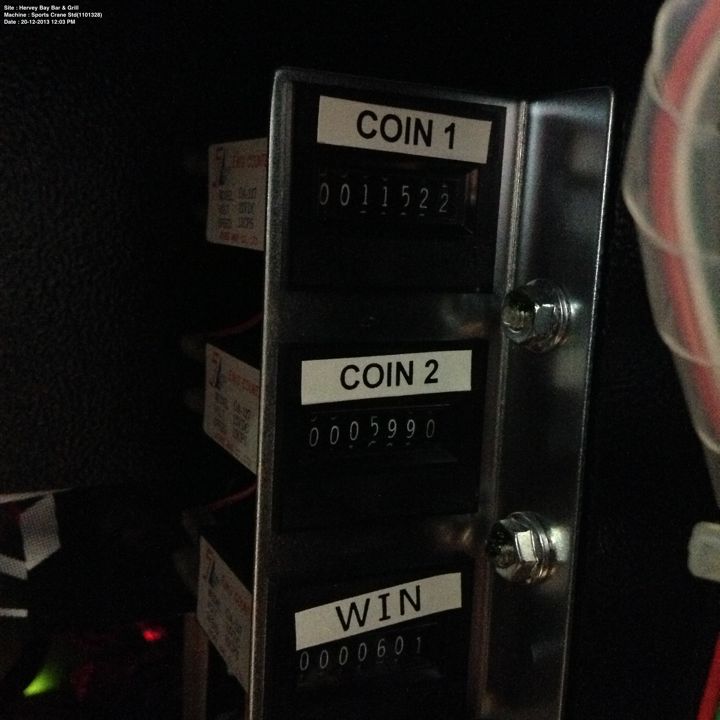 Site : Hervey Bay Bar & Grill
Machine : Sports Crane Std(1101328)
Date : 20-12-2013 12:03 PM
COIN 1
0011522
COIN 2
0005990
WIN
0000601